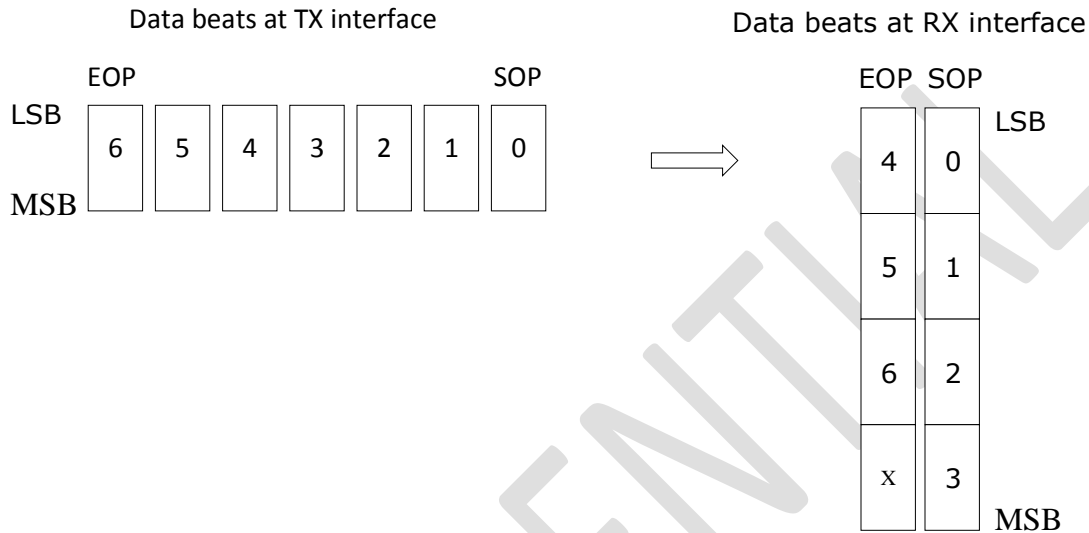 Data beats at TX interface
Data beats at RX interface
EOP SOP
LSB
6 5 4 3 2 1 0
MSB
EOP SOP
LSB
4 0
5 1
6 2
x 3
MSB
ENTIAL